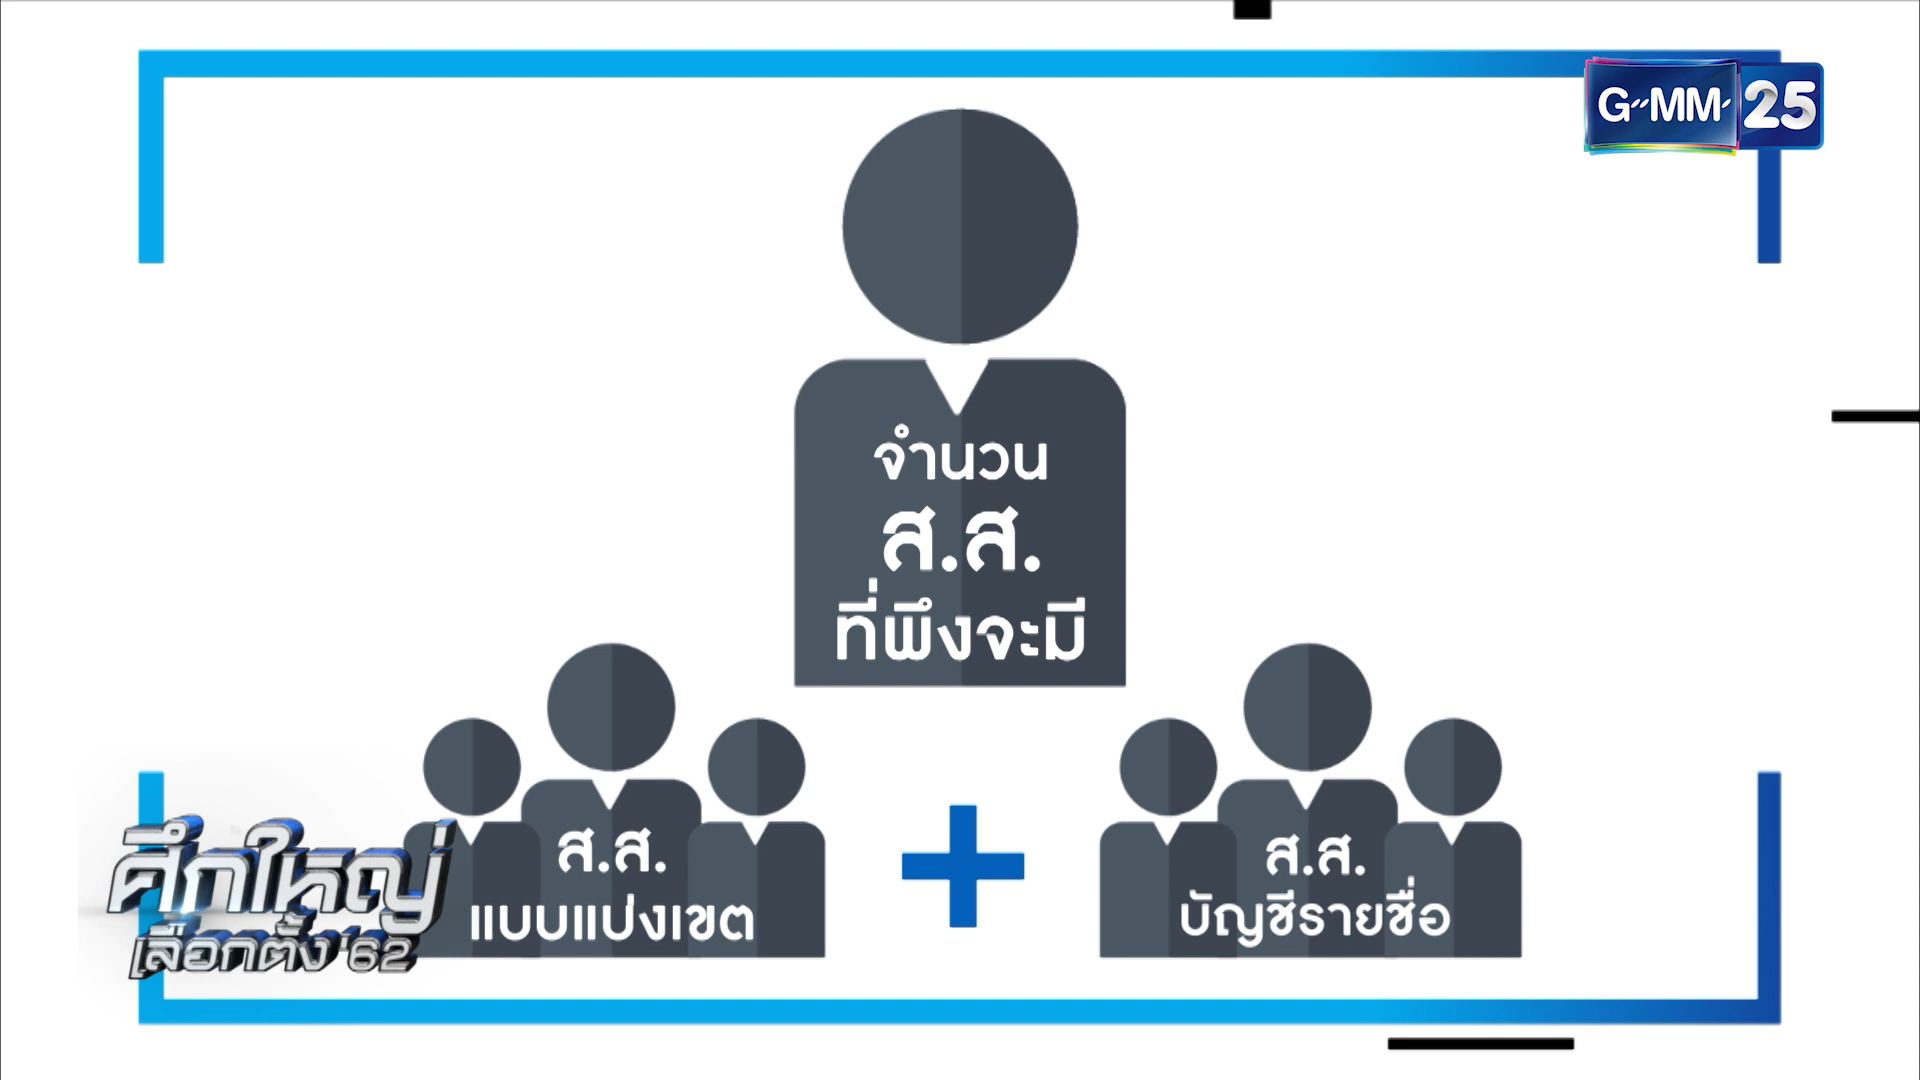 GMM 25
จำนวน
ส.ส.
ที่พึงจะมี
ส.ส.
แบบแบ่งเขต
ส.ส.
บัญชีรายชื่อ
ศึกใหญ่
เลือกตั้ง'62